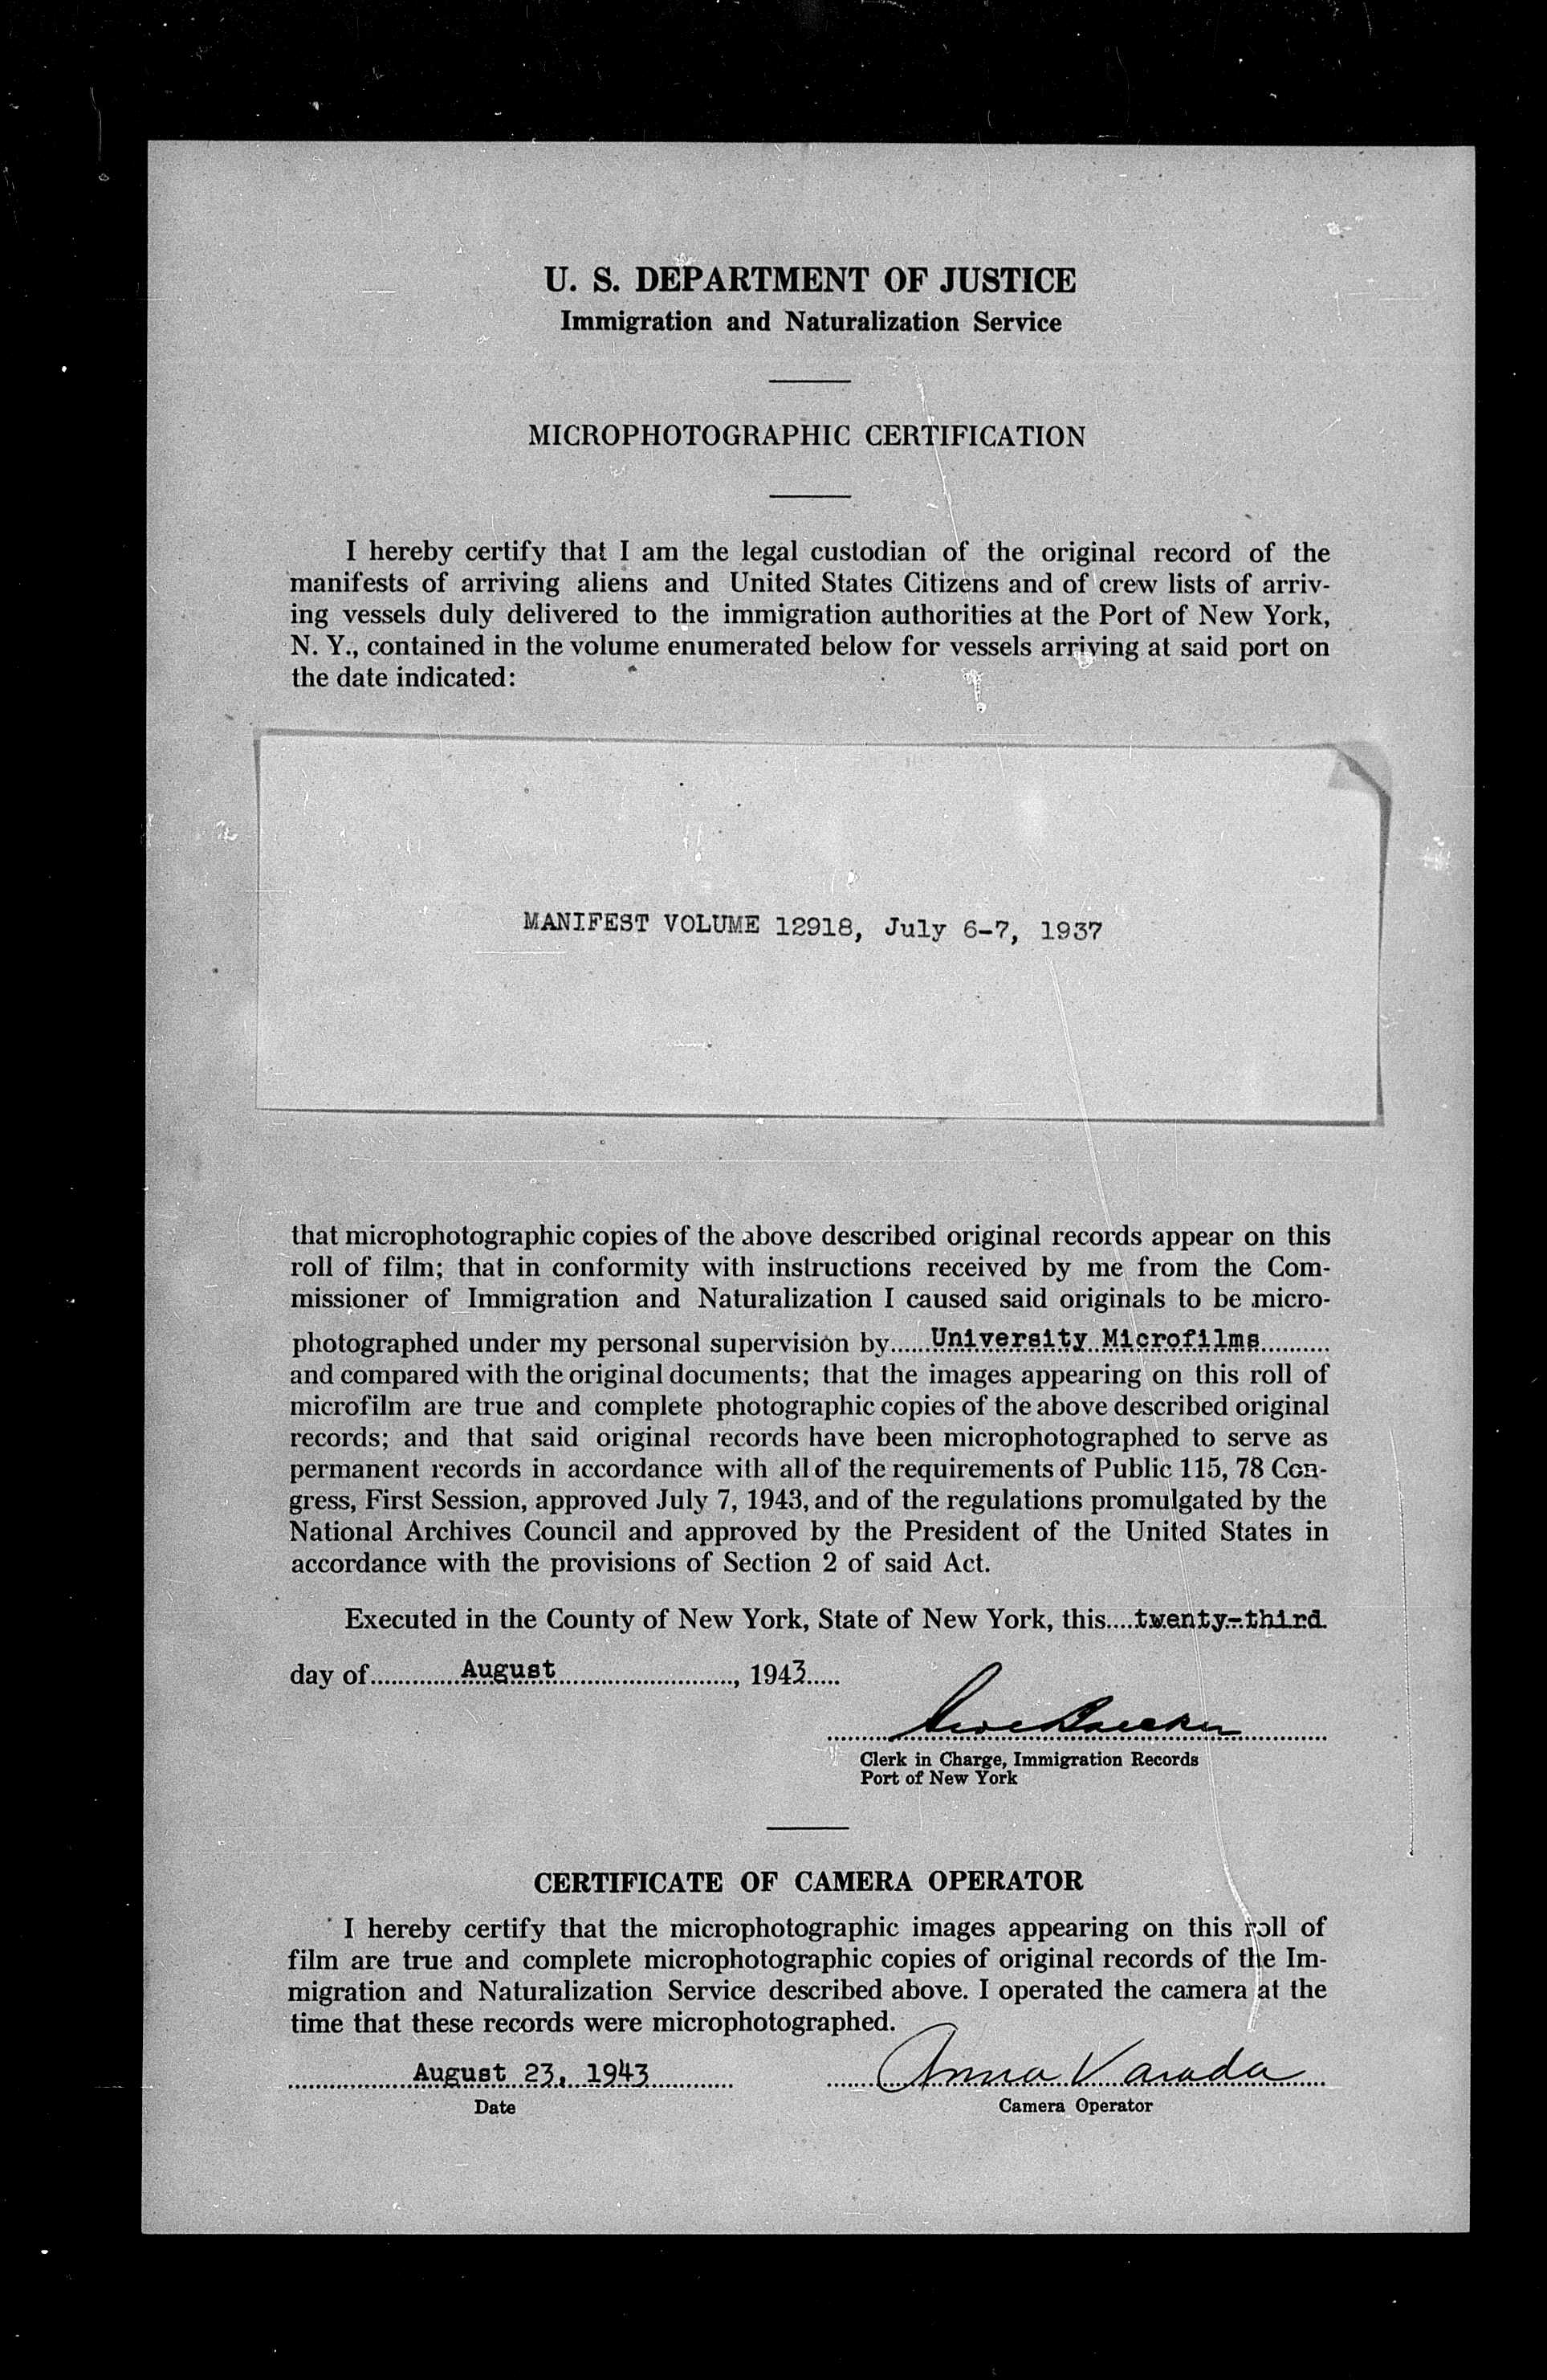 U. S. DEPARTMENT OF JUSTICE
Immigration and Naturalization Service
MICROPHOTOGRAPHIC CERTIFICATION
I hereby certify that I am the legal custodian of the original record of the
manifests of arriving aliens and United States Citizens and of crew lists of arriv-
ing vessels duly delivered to the immigration authorities at the Port of New York,
N. Y., contained in the volume enumerated below for vessels arriving at said port on
the date indicated:
MANIFEST VOLUME 12918, July 6-7, 1937
that microphotographic copies of the above described original records appear on this
roll of film; that in conformity with instructions received by me from the Com-
missioner of Immigration and Naturalization I caused said originals to be micro-
photographed under my personal supervision by......University Microfilms..........
and compared with the original documents; that the images appearing on this roll of
microfilm are true and complete photographic copies of the above described original
records; and that said original records have been microphotographed to serve as
permanent records in accordance with all of the requirements of Public 115, 78 Con-
gress, First Session, approved July 7, 1943, and of the regulations promulgated by the
National Archives Council and approved by the President of the United States in
accordance with the provisions of Section 2 of said Act.
Executed in the County of New York, State of New York, this....twenty-third
day of.............August.........................., 1943.....
Clerk in Charge, Immigration Records
Port of New York
CERTIFICATE OF CAMERA OPERATOR
I hereby certify that the microphotographic images appearing on this roll of
film are true and complete microphotographic copies of original records of the Im-
migration and Naturalization Service described above. I operated the camera at the
time that these records were microphotographed.
August 23, 1943 Anna Varada
Date Camera Operator